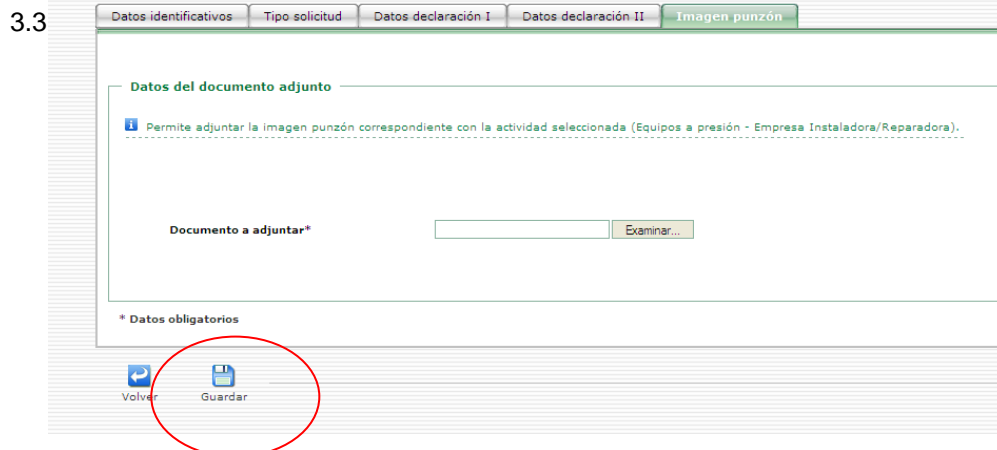 3.3
Datos identificativos Tipo solicitud Datos declaración I Datos declaración II Imagen punzón
Datos del documento adjunto
i Permite adjuntar la imagen punzón correspondiente con la actividad seleccionada (Equipos a presión - Empresa Instaladora/Reparadora).
Documento a adjuntar* Examinar...
* Datos obligatorios
Volver Guardar